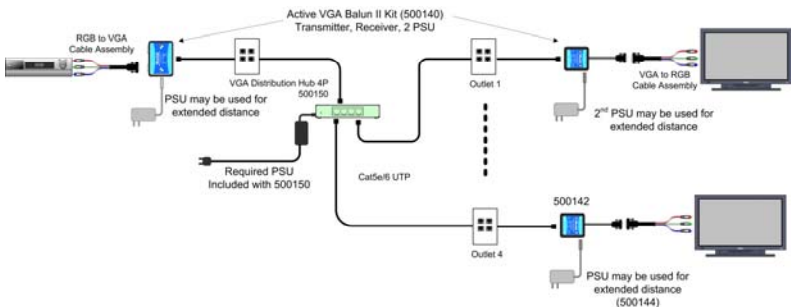 Active VGA Balun II Kit (500140)
Transmitter, Receiver, 2 PSU
RGB to VGA
Cable Assembly
VGA Distribution Hub 4P
500150
PSU may be used for
extended distance
Outlet 1
VGA to RGB
Cable Assembly
2nd PSU may be used for
extended distance
Required PSU
Included with 500150
Cat5e/6 UTP
500142
Outlet 4
PSU may be used for
extended distance
(500144)